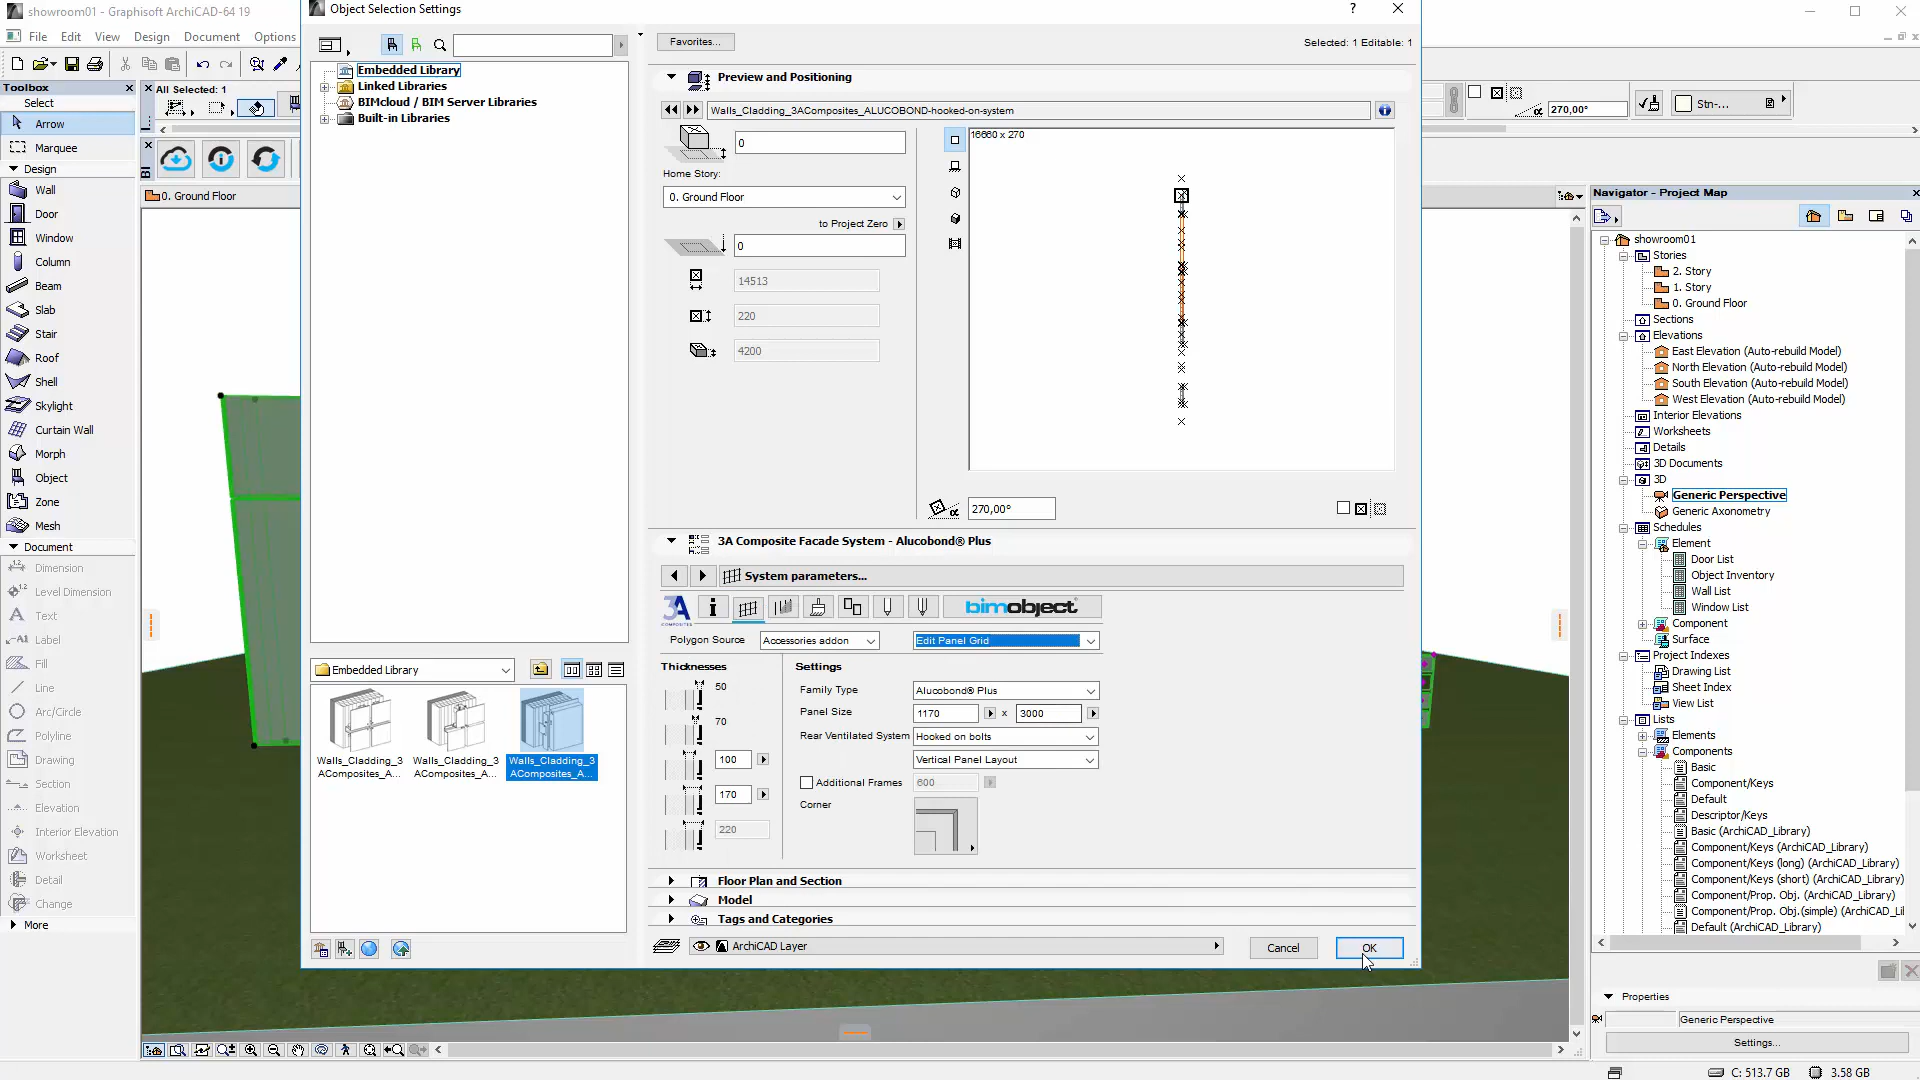 showroom01 - Graphisoft ArchiCAD-64 19
File Edit View Design Document Options
Toolbox
Select
Arrow
Marquee
Design
Wall
Door
Window
Column
Beam
Slab
Stair
Roof
Shell
Skylight
Curtain Wall
Morph
Object
Zone
Mesh
Document
Dimension
Level Dimension
Text
Label
Fill
Line
Arc/Circle
Polyline
Drawing
Section
Elevation
Interior Elevation
Worksheet
Detail
Change
More
All Selected: 1
BI
0. Ground Floor
Object Selection Settings
?
Embedded Library
Linked Libraries
BIMcloud / BIM Server Libraries
Built-in Libraries
Embedded Library
Walls_Cladding_3 AComposites_A...
Walls_Cladding_3 AComposites_A...
Walls_Cladding_3 AComposites_A...
Favorites...
Selected: 1 Editable: 1
Preview and Positioning
Walls_Cladding_3AComposites_ALUCOBOND-hooked-on-system
0
Home Story:
0. Ground Floor
to Project Zero
0
14513
220
4200
16660 x 270
270,00°
3A Composite Facade System - Alucobond® Plus
System parameters...
3A COMPOSITES
bimobject
Polygon Source Accessories addon Edit Panel Grid
Thicknesses
50
70
100
170
220
Settings
Family Type Alucobond® Plus
Panel Size 1170 x 3000
Rear Ventilated System Hooked on bolts
Vertical Panel Layout
Additional Frames 600
Corner
Floor Plan and Section
Model
Tags and Categories
ArchiCAD Layer
Cancel
OK
270,00°
Stn-...
Navigator - Project Map
showroom01
Stories
2. Story
1. Story
0. Ground Floor
Sections
Elevations
East Elevation (Auto-rebuild Model)
North Elevation (Auto-rebuild Model)
South Elevation (Auto-rebuild Model)
West Elevation (Auto-rebuild Model)
Interior Elevations
Worksheets
Details
3D Documents
3D
Generic Perspective
Generic Axonometry
Schedules
Element
Door List
Object Inventory
Wall List
Window List
Component
Surface
Project Indexes
Drawing List
Sheet Index
View List
Lists
Elements
Components
Basic
Component/Keys
Default
Descriptor/Keys
Basic (ArchiCAD_Library)
Component/Keys (ArchiCAD_Library)
Component/Keys (long) (ArchiCAD_Library)
Component/Keys (short) (ArchiCAD_Library)
Component/Prop. Obj. (ArchiCAD_Library)
Component/Prop. Obj.(simple) (ArchiCAD_Li
Default (ArchiCAD_Library)
Properties
Generic Perspective
Settings...
C: 513.7 GB
3.58 GB